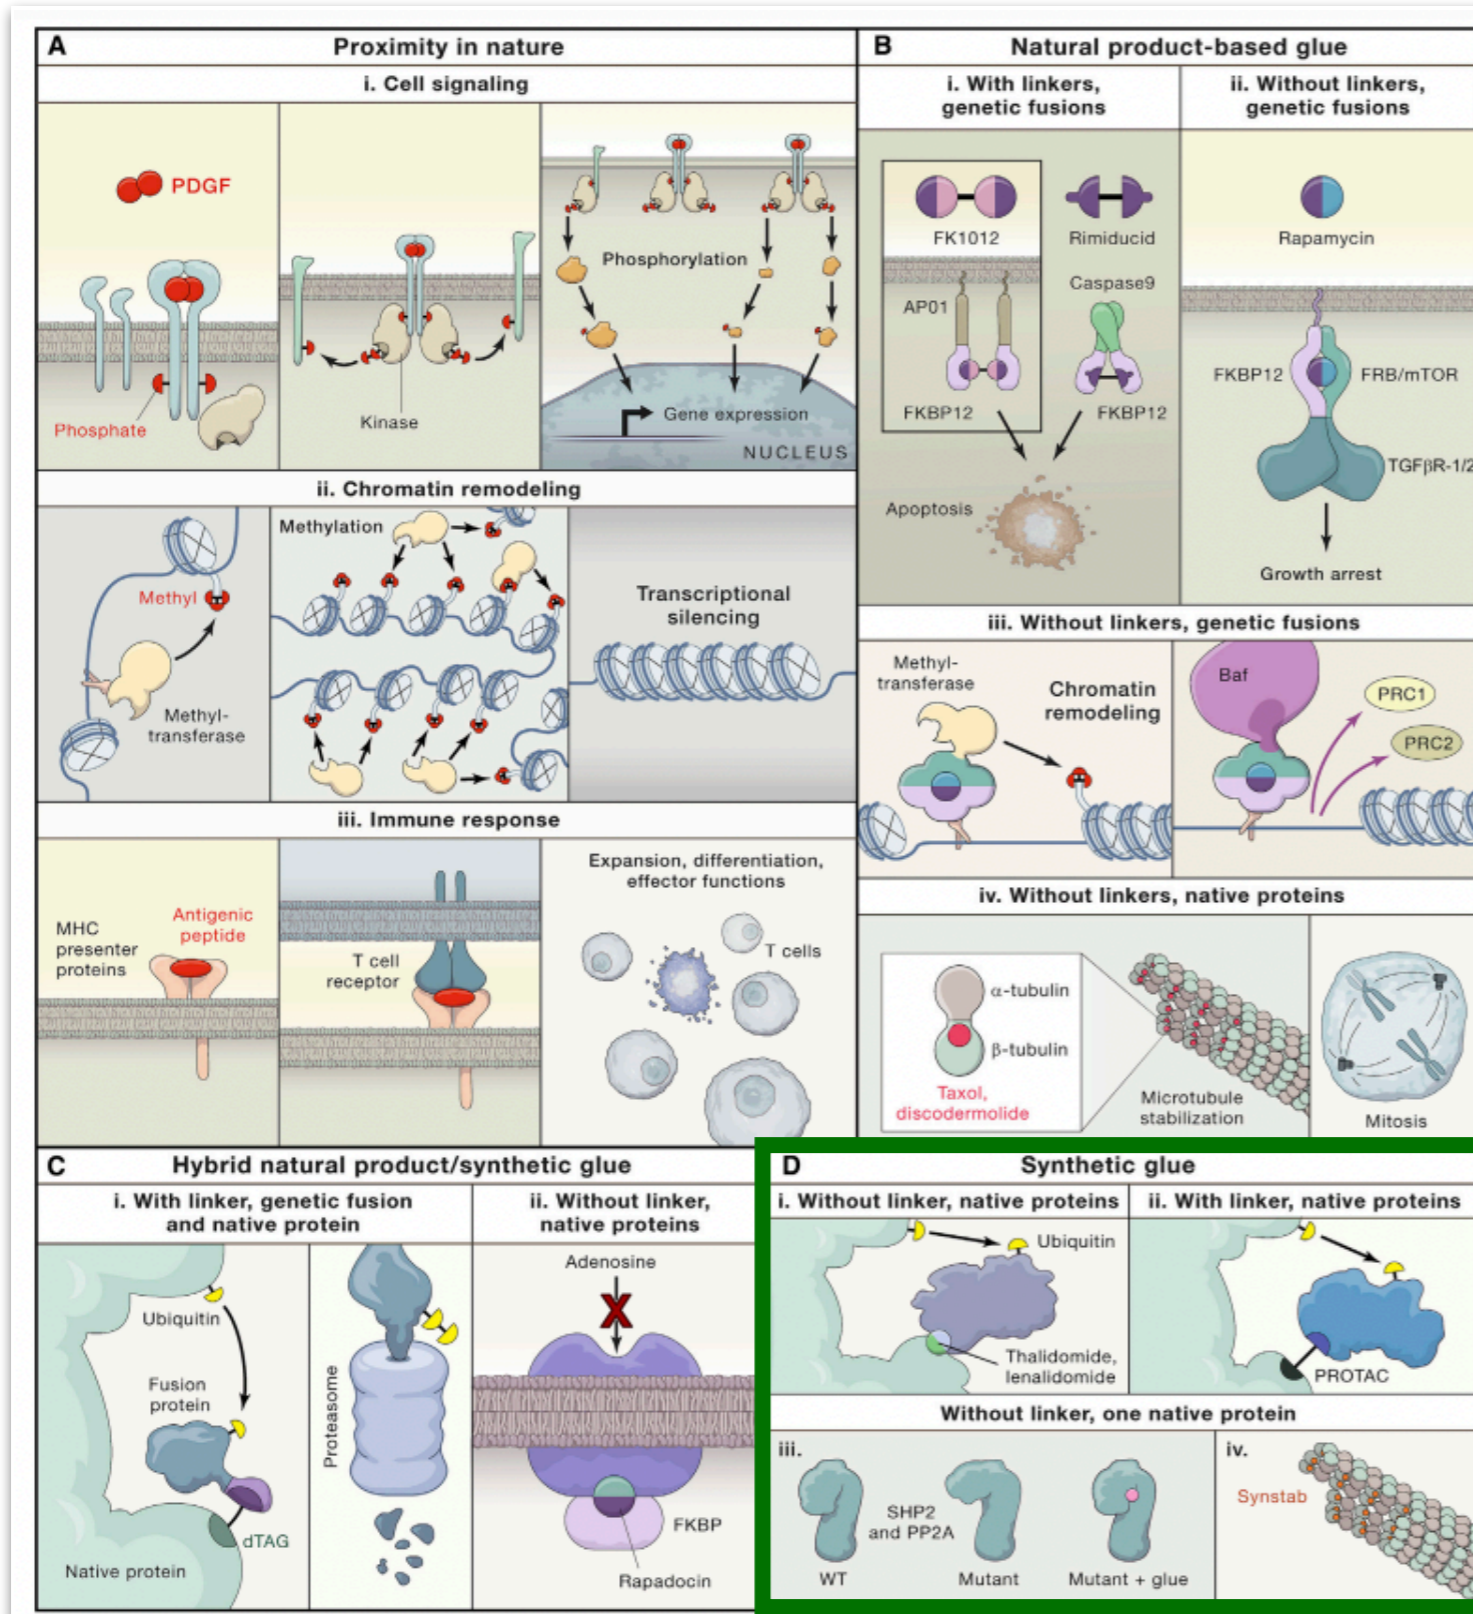 A
Proximity in nature
i. Cell signaling
PDGF
Phosphate
Kinase
Phosphorylation
Gene expression
NUCLEUS
ii. Chromatin remodeling
Methyl
Methyl-
transferase
Methylation
Transcriptional
silencing
iii. Immune response
MHC
presenter
proteins
Antigenic
peptide
T cell
receptor
Expansion, differentiation,
effector functions
T cells
B
Natural product-based glue
i. With linkers,
genetic fusions
FK1012
Rimiducid
AP01
Caspase9
FKBP12
FKBP12
Apoptosis
ii. Without linkers,
genetic fusions
Rapamycin
FKBP12
FRB/mTOR
TGFβR-1/2
Growth arrest
iii. Without linkers, genetic fusions
Methyl-
transferase
Chromatin
remodeling
Baf
PRC1
PRC2
iv. Without linkers, native proteins
α-tubulin
β-tubulin
Taxol,
discodermolide
Microtubule
stabilization
Mitosis
C
Hybrid natural product/synthetic glue
i. With linker, genetic fusion
and native protein
Ubiquitin
Fusion
protein
dTAG
Native protein
Proteasome
ii. Without linker,
native proteins
Adenosine
X
FKBP
Rapadocin
D
Synthetic glue
i. Without linker, native proteins
Ubiquitin
Thalidomide,
lenalidomide
ii. With linker, native proteins
PROTAC
Without linker, one native protein
iii.
SHP2
and PP2A
WT
Mutant
Mutant + glue
iv.
Synstab